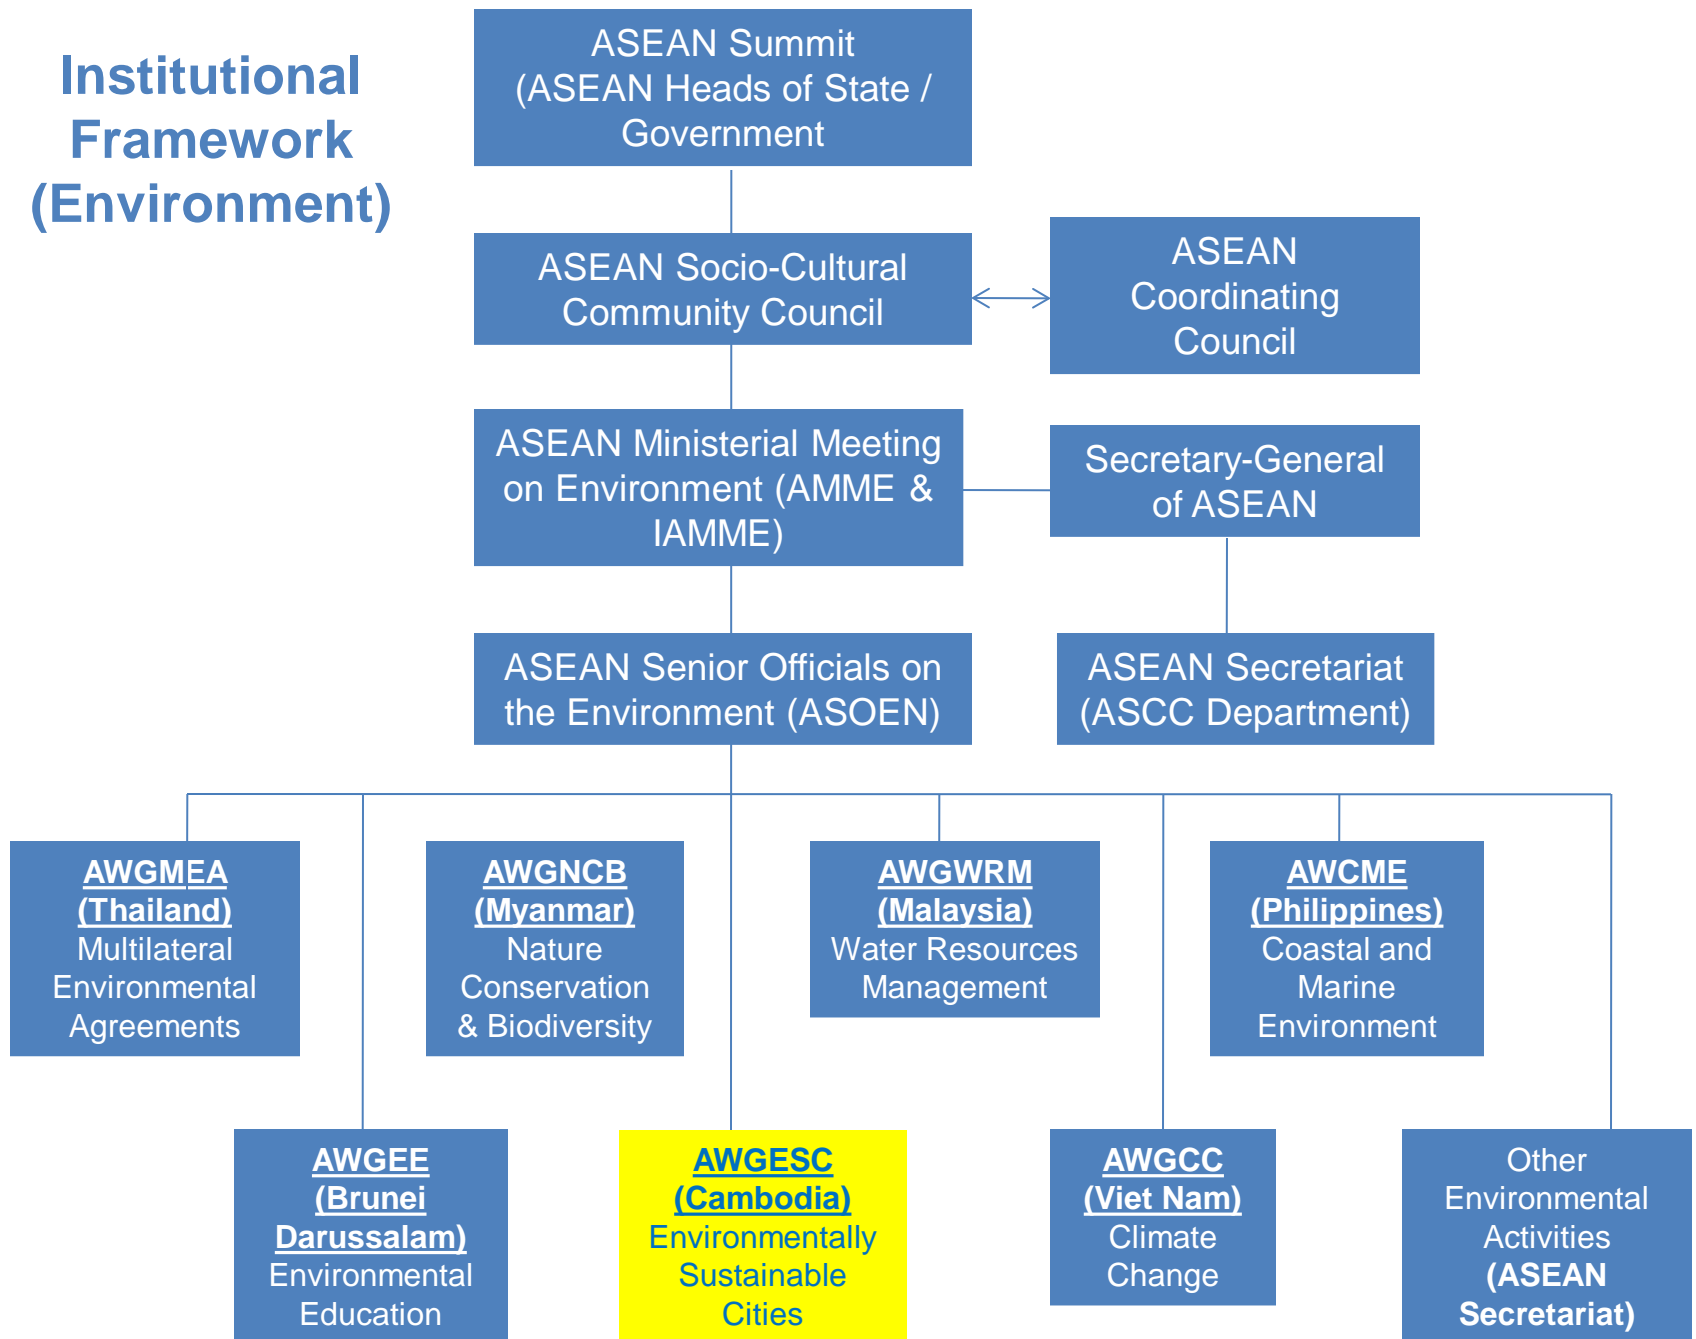 Institutional
Framework
(Environment)
ASEAN Summit
(ASEAN Heads of State /
Government
ASEAN Socio-Cultural
Community Council
ASEAN
Coordinating
Council
ASEAN Ministerial Meeting
on Environment (AMME &
IAMME)
Secretary-General
of ASEAN
ASEAN Senior Officials on
the Environment (ASOEN)
ASEAN Secretariat
(ASCC Department)
AWGMEA
(Thailand)
Multilateral
Environmental
Agreements
AWGNCB
(Myanmar)
Nature
Conservation
& Biodiversity
AWGWRM
(Malaysia)
Water Resources
Management
AWCME
(Philippines)
Coastal and
Marine
Environment
AWGEE
(Brunei
Darussalam)
Environmental
Education
AWGESC
(Cambodia)
Environmentally
Sustainable
Cities
AWGCC
(Viet Nam)
Climate
Change
Other
Environmental
Activities
(ASEAN
Secretariat)